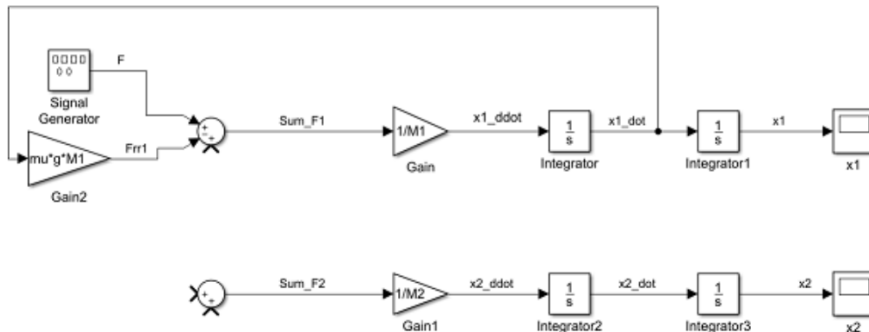 F
Signal
Generator
+
-
+
Sum_F1
1/M1
Gain
x1_ddot
1
s
Integrator
x1_dot
1
s
Integrator1
x1
x1
mu*g*M1
Frr1
Gain2
+
+
Sum_F2
1/M2
Gain1
x2_ddot
1
s
Integrator2
x2_dot
1
s
Integrator3
x2
x2